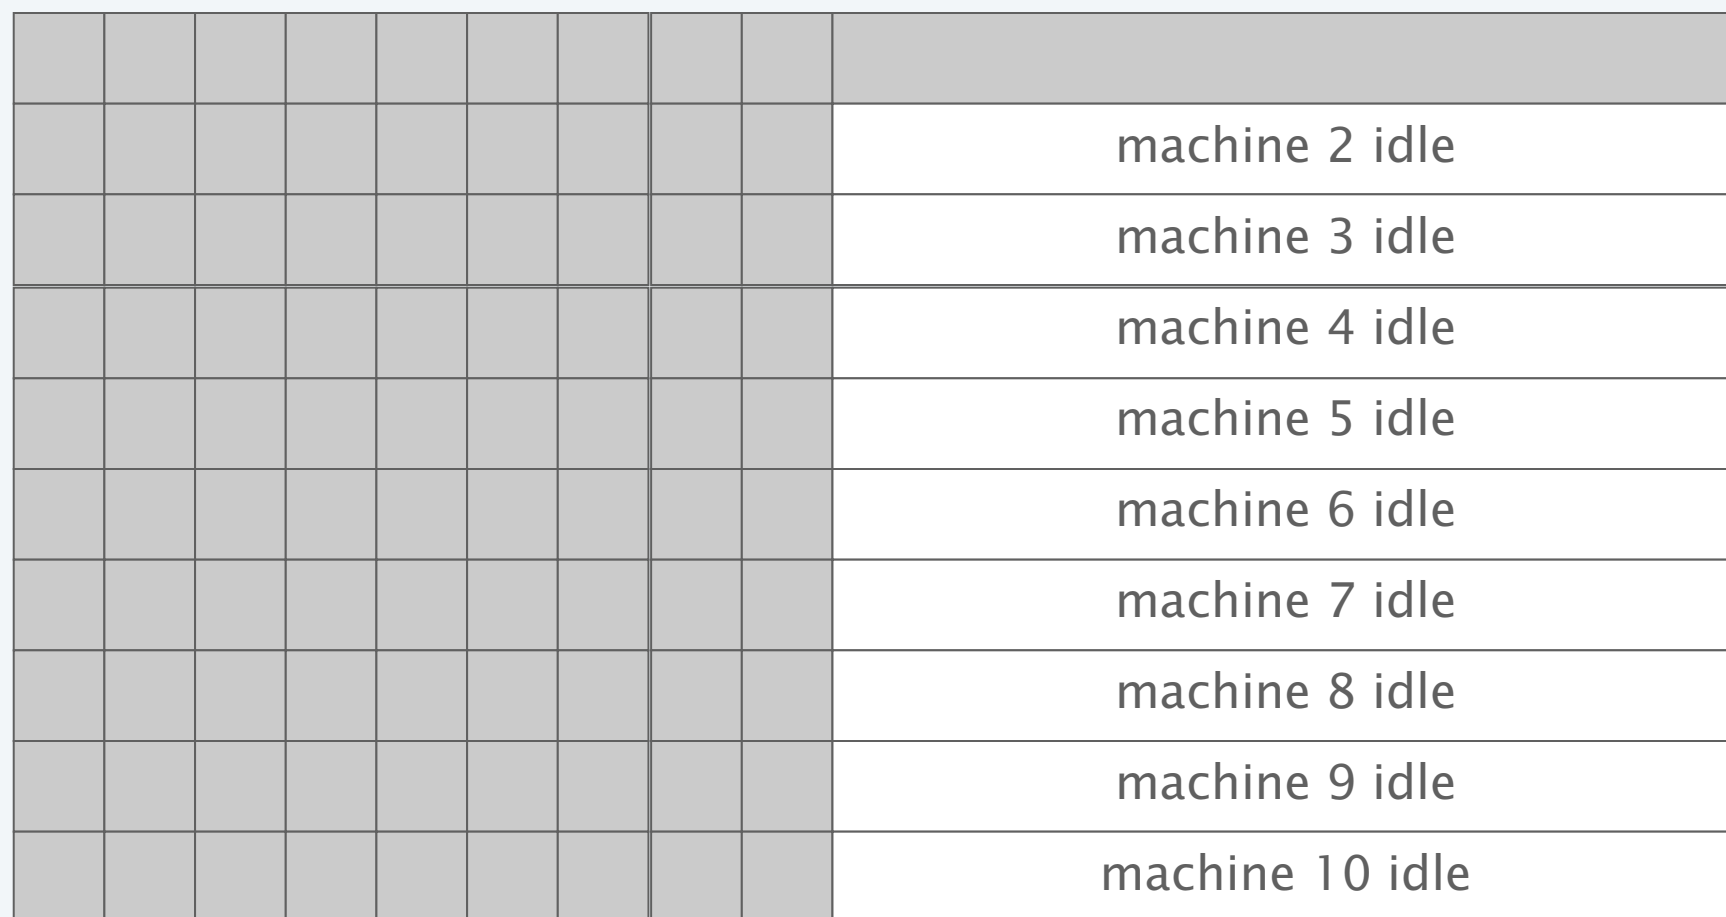 machine 2 idle
machine 3 idle
machine 4 idle
machine 5 idle
machine 6 idle
machine 7 idle
machine 8 idle
machine 9 idle
machine 10 idle